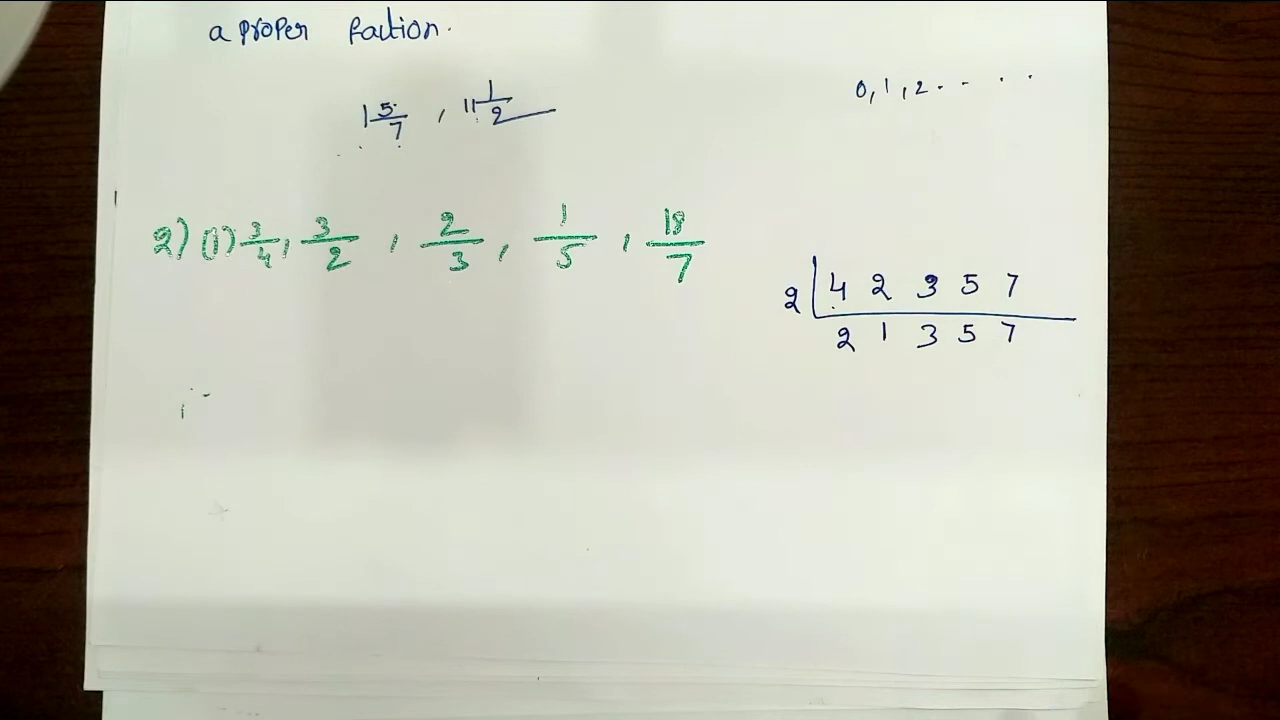 a proper faction.
1 5/7 , 11 1/2
0, 1, 2 . - . .
2) (i) 3/4, 3/2 , 2/3 , 1/5 , 18/7
2 | 4 2 3 5 7
2 1 3 5 7